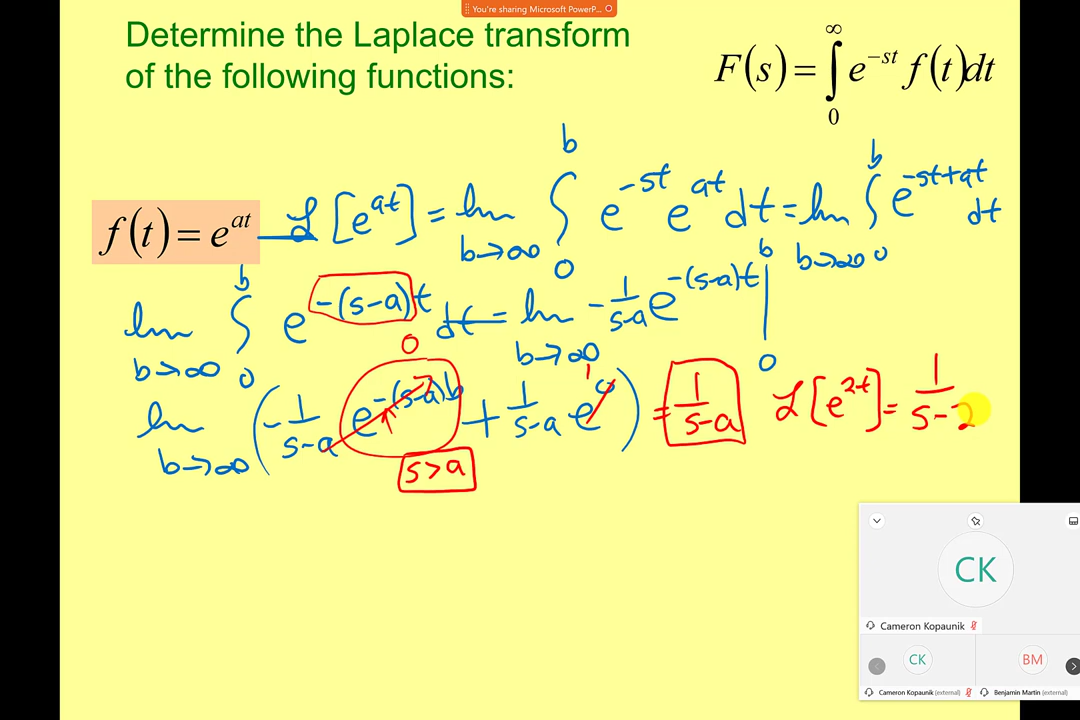 You're sharing Microsoft PowerP...
Determine the Laplace transform
of the following functions:
F(s) = ∫₀^∞ e^{-st} f(t)dt
f(t) = e^{at} ℒ[e^{at}] = lim_{b→∞} ∫₀^b e^{-st} e^{at} dt = lim_{b→∞} ∫₀^b e^{-st+at} dt
lim_{b→∞} ∫₀^b e^{-(s-a)t} dt = lim_{b→∞} -1/(s-a) e^{-(s-a)t} |₀^b
0 1
lim_{b→∞} (-1/(s-a) e^{-(s-a)b} + 1/(s-a) e^0) = 1/(s-a) ℒ[e^{2t}] = 1/(s-2)
s>a
CK
Cameron Kopaunik
CK BM
Cameron Kopaunik (external) Benjamin Martin (external)